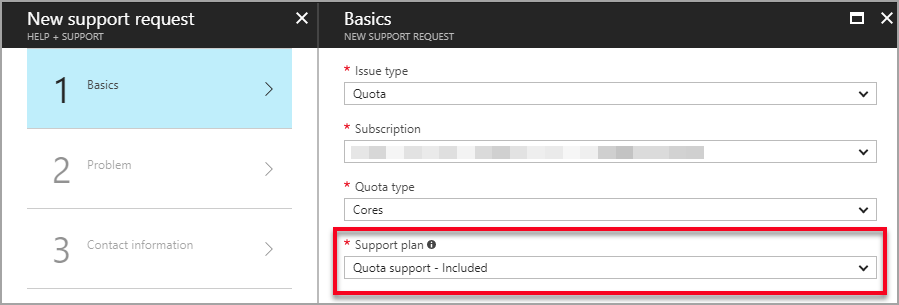 New support request
HELP + SUPPORT
1 Basics
2 Problem
3 Contact information
Basics
NEW SUPPORT REQUEST
* Issue type
Quota
* Subscription
* Quota type
Cores
* Support plan
Quota support - Included